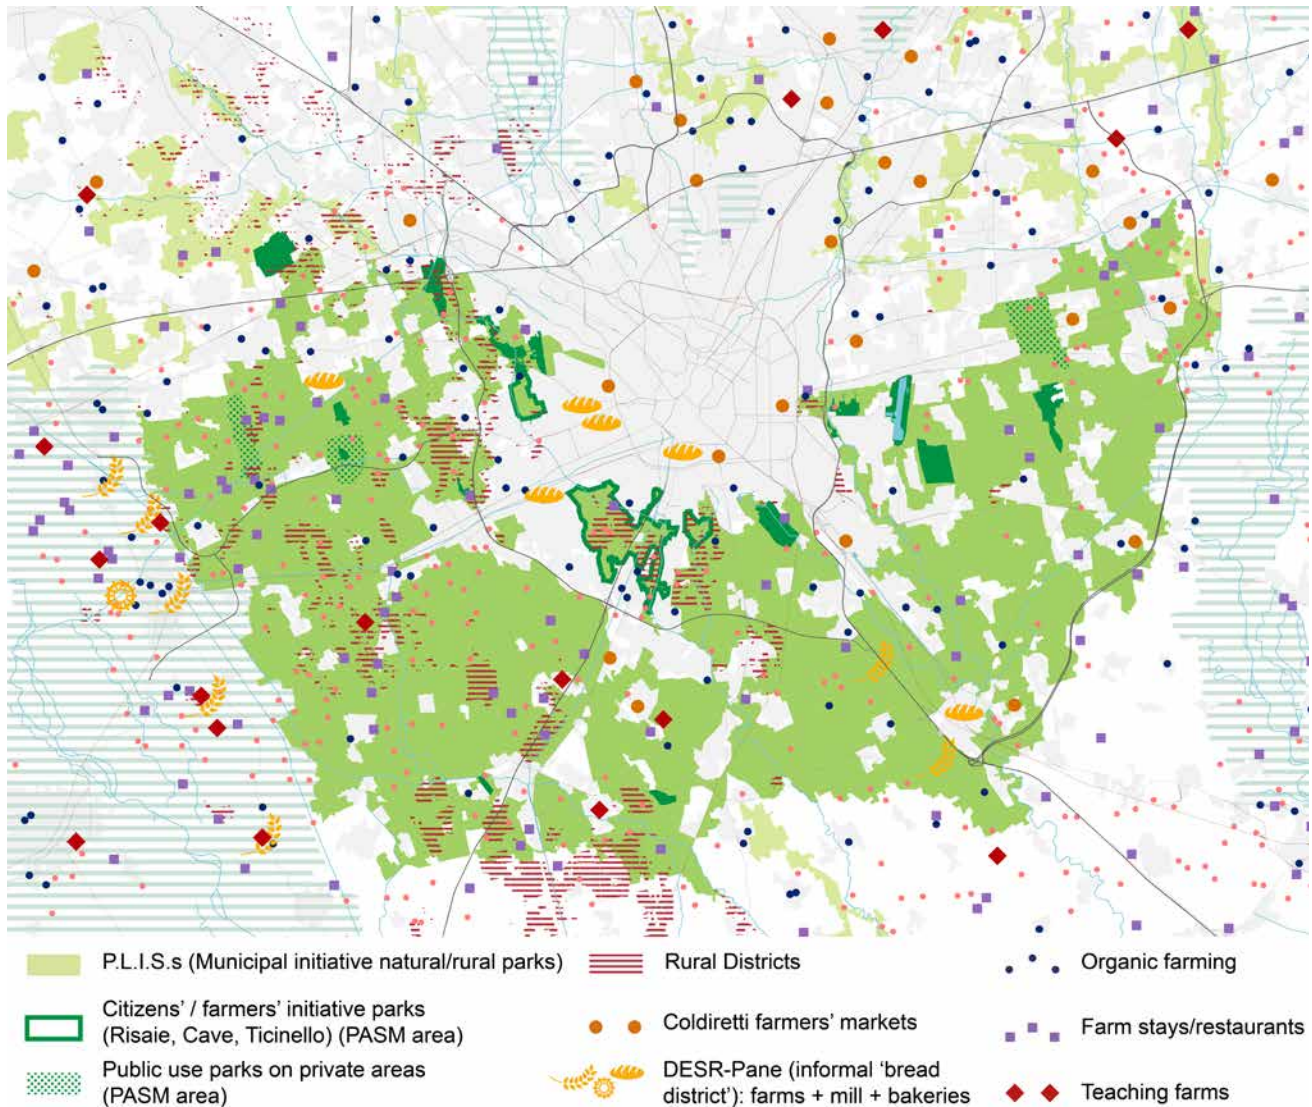 P.L.I.S.s (Municipal initiative natural/rural parks)
Citizens' / farmers' initiative parks
(Risaie, Cave, Ticinello) (PASM area)
Public use parks on private areas
(PASM area)
Rural Districts
Coldiretti farmers' markets
DESR-Pane (informal 'bread
district'): farms + mill + bakeries
Organic farming
Farm stays/restaurants
Teaching farms